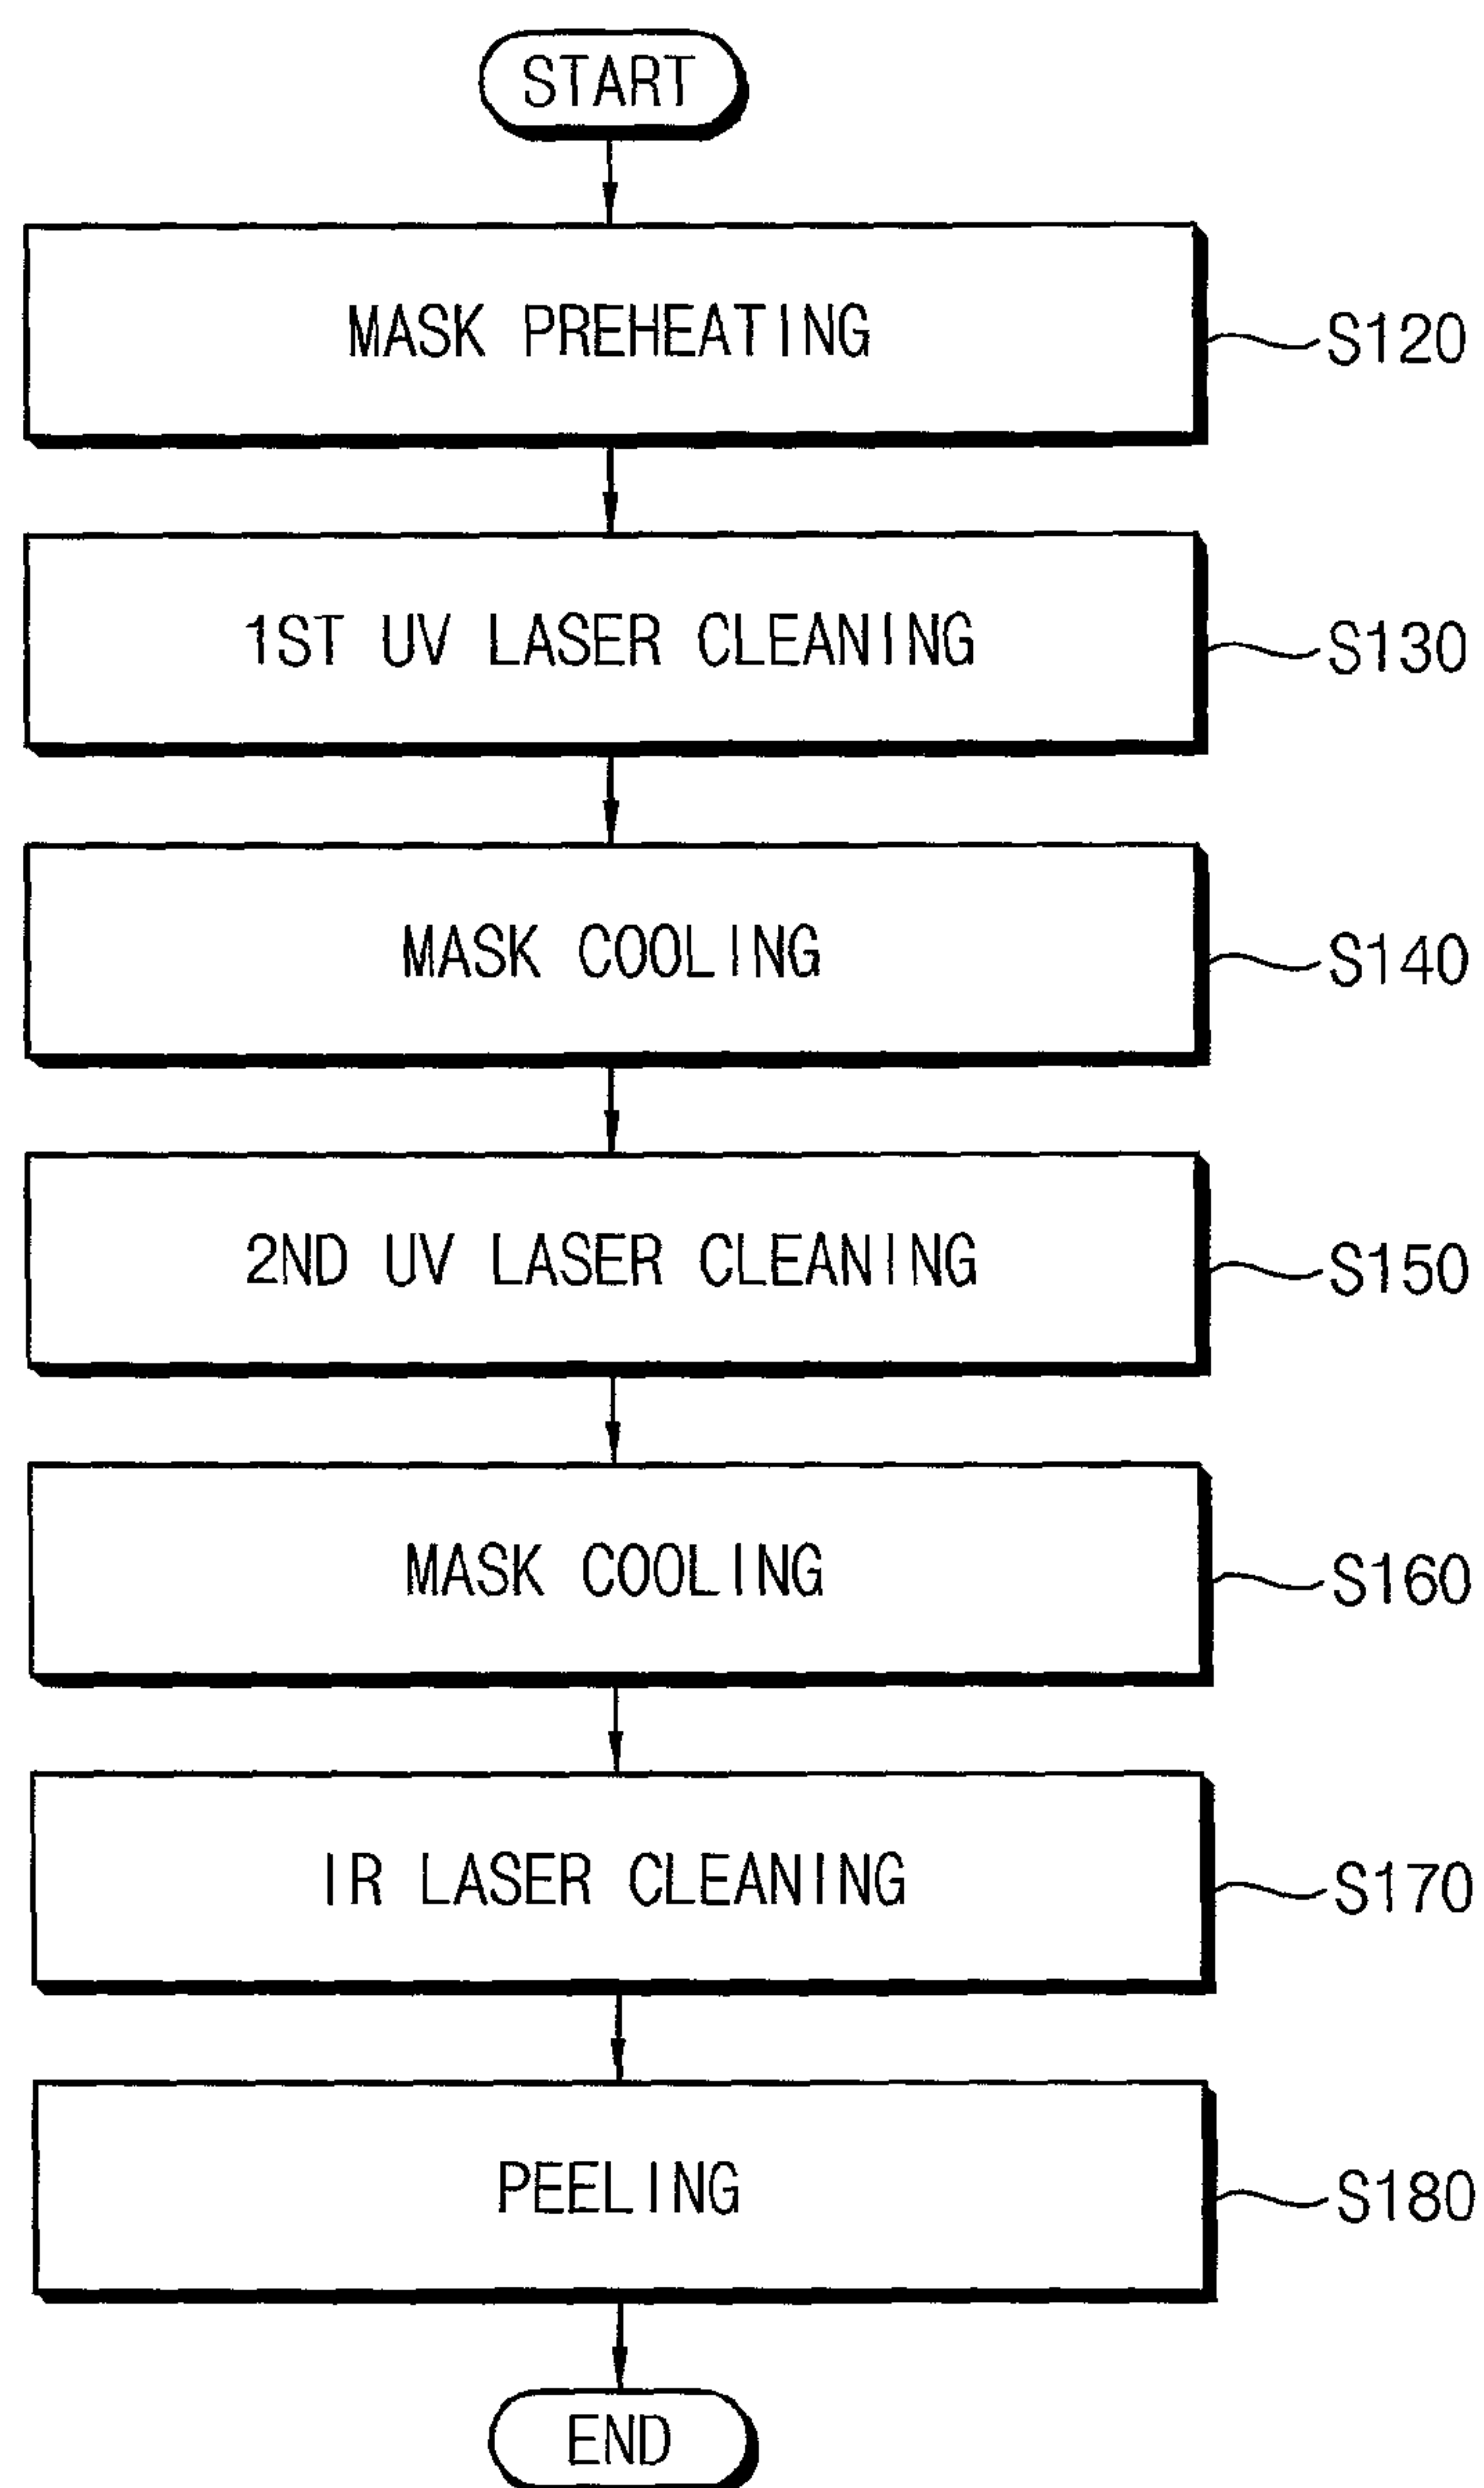 START
MASK PREHEATING
S120
1ST UV LASER CLEANING
S130
MASK COOLING
S140
2ND UV LASER CLEANING
S150
MASK COOLING
S160
IR LASER CLEANING
S170
PEELING
S180
END